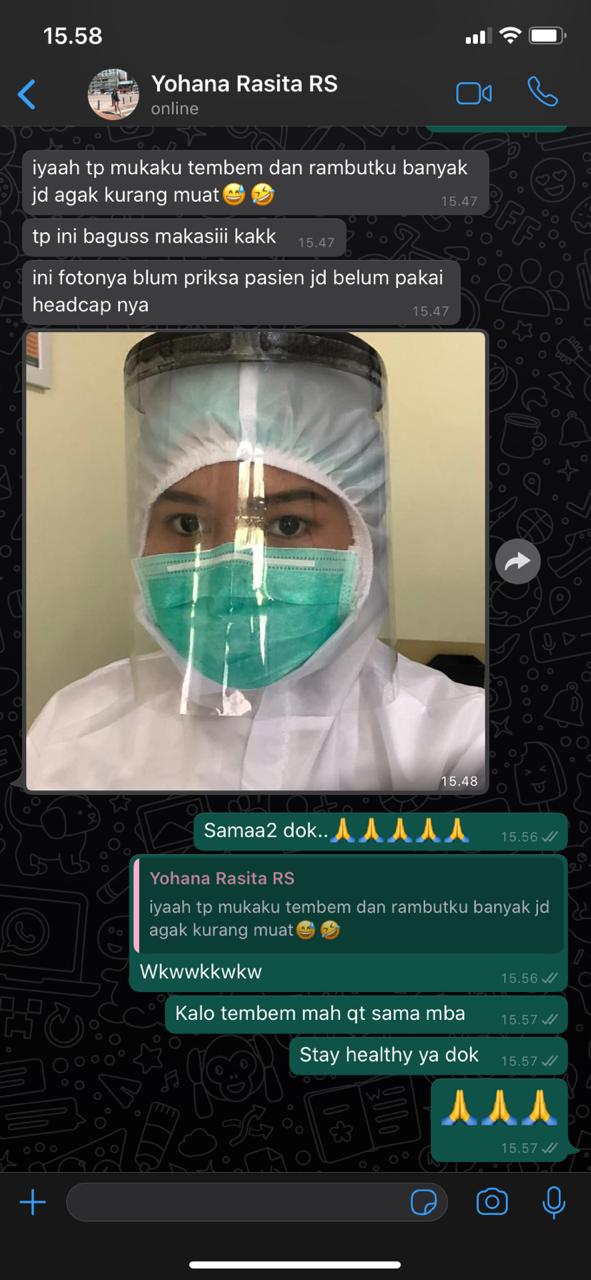 15.58
Yohana Rasita RS
online
iyaah tp mukaku tembem dan rambutku banyak
jd agak kurang muat😅🤣
15.47
tp ini baguss makasiii kakk
15.47
ini fotonya blum priksa pasien jd belum pakai
headcap nya
15.47
15.48
Samaa2 dok..🙏🙏🙏🙏🙏
15.56
Yohana Rasita RS
iyaah tp mukaku tembem dan rambutku banyak jd
agak kurang muat😅🤣
Wkwwkkwkw
15.56
Kalo tembem mah qt sama mba
15.57
Stay healthy ya dok
15.57
🙏🙏🙏
15.57